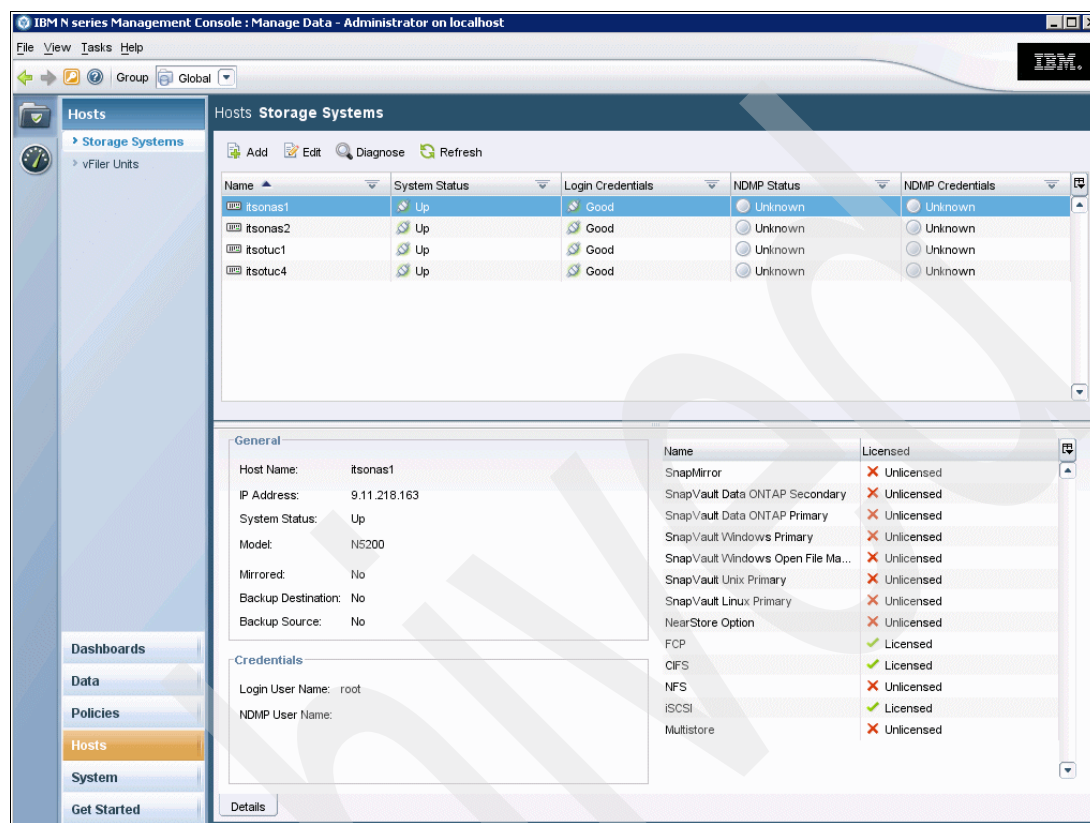 IBM N series Management Console : Manage Data - Administrator on localhost
File View Tasks Help
IBM.
Group Global
Hosts
Storage Systems
vFiler Units
Hosts Storage Systems
Add Edit Diagnose Refresh
Name System Status Login Credentials NDMP Status NDMP Credentials
itsonas1 Up Good Unknown Unknown
itsonas2 Up Good Unknown Unknown
itsotuc1 Up Good Unknown Unknown
itsotuc4 Up Good Unknown Unknown
General
Host Name: itsonas1
IP Address: 9.11.218.163
System Status: Up
Model: N5200
Mirrored: No
Backup Destination: No
Backup Source: No
Credentials
Login User Name: root
NDMP User Name:
Name Licensed
SnapMirror Unlicensed
SnapVault Data ONTAP Secondary Unlicensed
SnapVault Data ONTAP Primary Unlicensed
SnapVault Windows Primary Unlicensed
SnapVault Windows Open File Ma... Unlicensed
SnapVault Unix Primary Unlicensed
SnapVault Linux Primary Unlicensed
NearStore Option Unlicensed
FCP Licensed
CIFS Licensed
NFS Unlicensed
iSCSI Licensed
Multistore Unlicensed
Dashboards
Data
Policies
Hosts
System
Get Started
Details